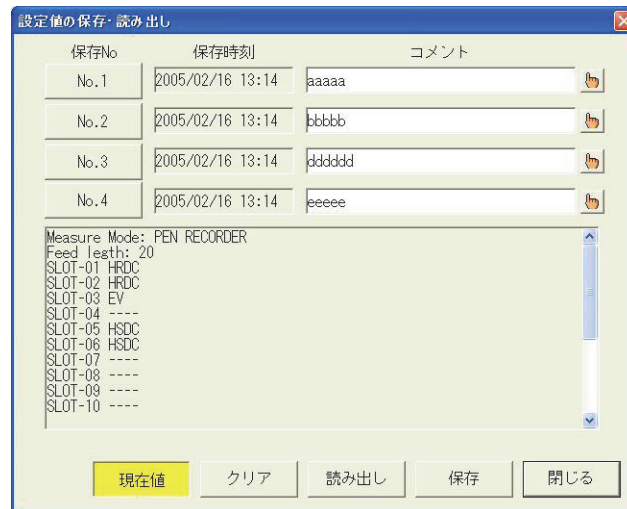 設定値の保存・読み出し
保存No 保存時刻 コメント
No.1 2005/02/16 13:14 aaaaa
No.2 2005/02/16 13:14 bbbbb
No.3 2005/02/16 13:14 dddddd
No.4 2005/02/16 13:14 eeeee
Measure Mode: PEN RECORDER
Feed legth: 20
SLOT-01 HRDC
SLOT-02 HRDC
SLOT-03 EV
SLOT-04 ----
SLOT-05 HSDC
SLOT-06 HSDC
SLOT-07 ----
SLOT-08 ----
SLOT-09 ----
SLOT-10 ----
現在値 クリア 読み出し 保存 閉じる